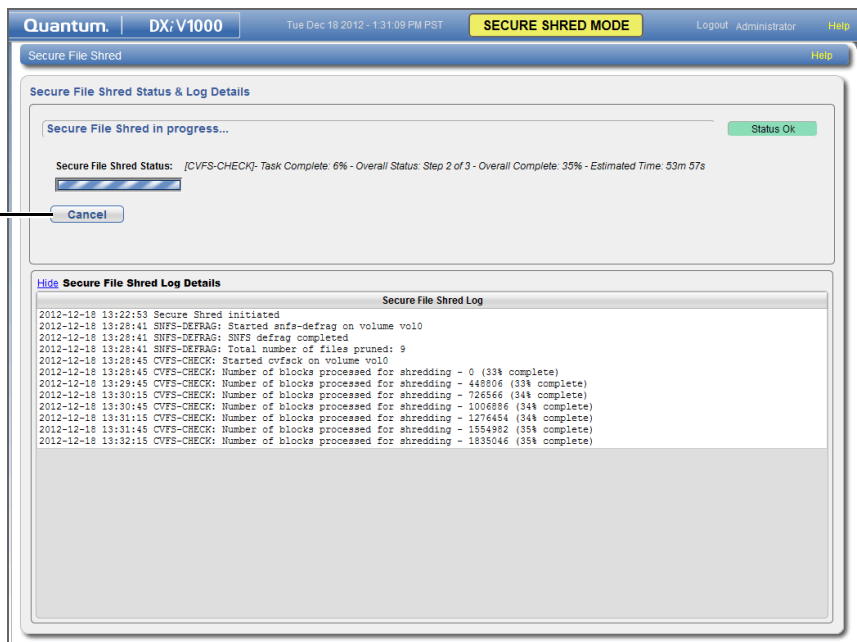 Quantum. DXi V1000 Tue Dec 18 2012 - 1:31:09 PM PST SECURE SHRED MODE Logout Administrator Help
Secure File Shred Help
Secure File Shred Status & Log Details
Secure File Shred in progress... Status Ok
Secure File Shred Status: [CVFS-CHECK]- Task Complete: 6% - Overall Status: Step 2 of 3 - Overall Complete: 35% - Estimated Time: 53m 57s
Cancel
Hide Secure File Shred Log Details
Secure File Shred Log
2012-12-18 13:22:53 Secure Shred initiated
2012-12-18 13:28:41 SNFS-DEFRAG: Started snfs-defrag on volume vol0
2012-12-18 13:28:41 SNFS-DEFRAG: SNFS defrag completed
2012-12-18 13:28:41 SNFS-DEFRAG: Total number of files pruned: 9
2012-12-18 13:28:45 CVFS-CHECK: Started cvfsck on volume vol0
2012-12-18 13:28:45 CVFS-CHECK: Number of blocks processed for shredding - 0 (33% complete)
2012-12-18 13:29:45 CVFS-CHECK: Number of blocks processed for shredding - 448806 (33% complete)
2012-12-18 13:30:15 CVFS-CHECK: Number of blocks processed for shredding - 726566 (34% complete)
2012-12-18 13:30:45 CVFS-CHECK: Number of blocks processed for shredding - 1006886 (34% complete)
2012-12-18 13:31:15 CVFS-CHECK: Number of blocks processed for shredding - 1276454 (34% complete)
2012-12-18 13:31:45 CVFS-CHECK: Number of blocks processed for shredding - 1554982 (35% complete)
2012-12-18 13:32:15 CVFS-CHECK: Number of blocks processed for shredding - 1835046 (35% complete)